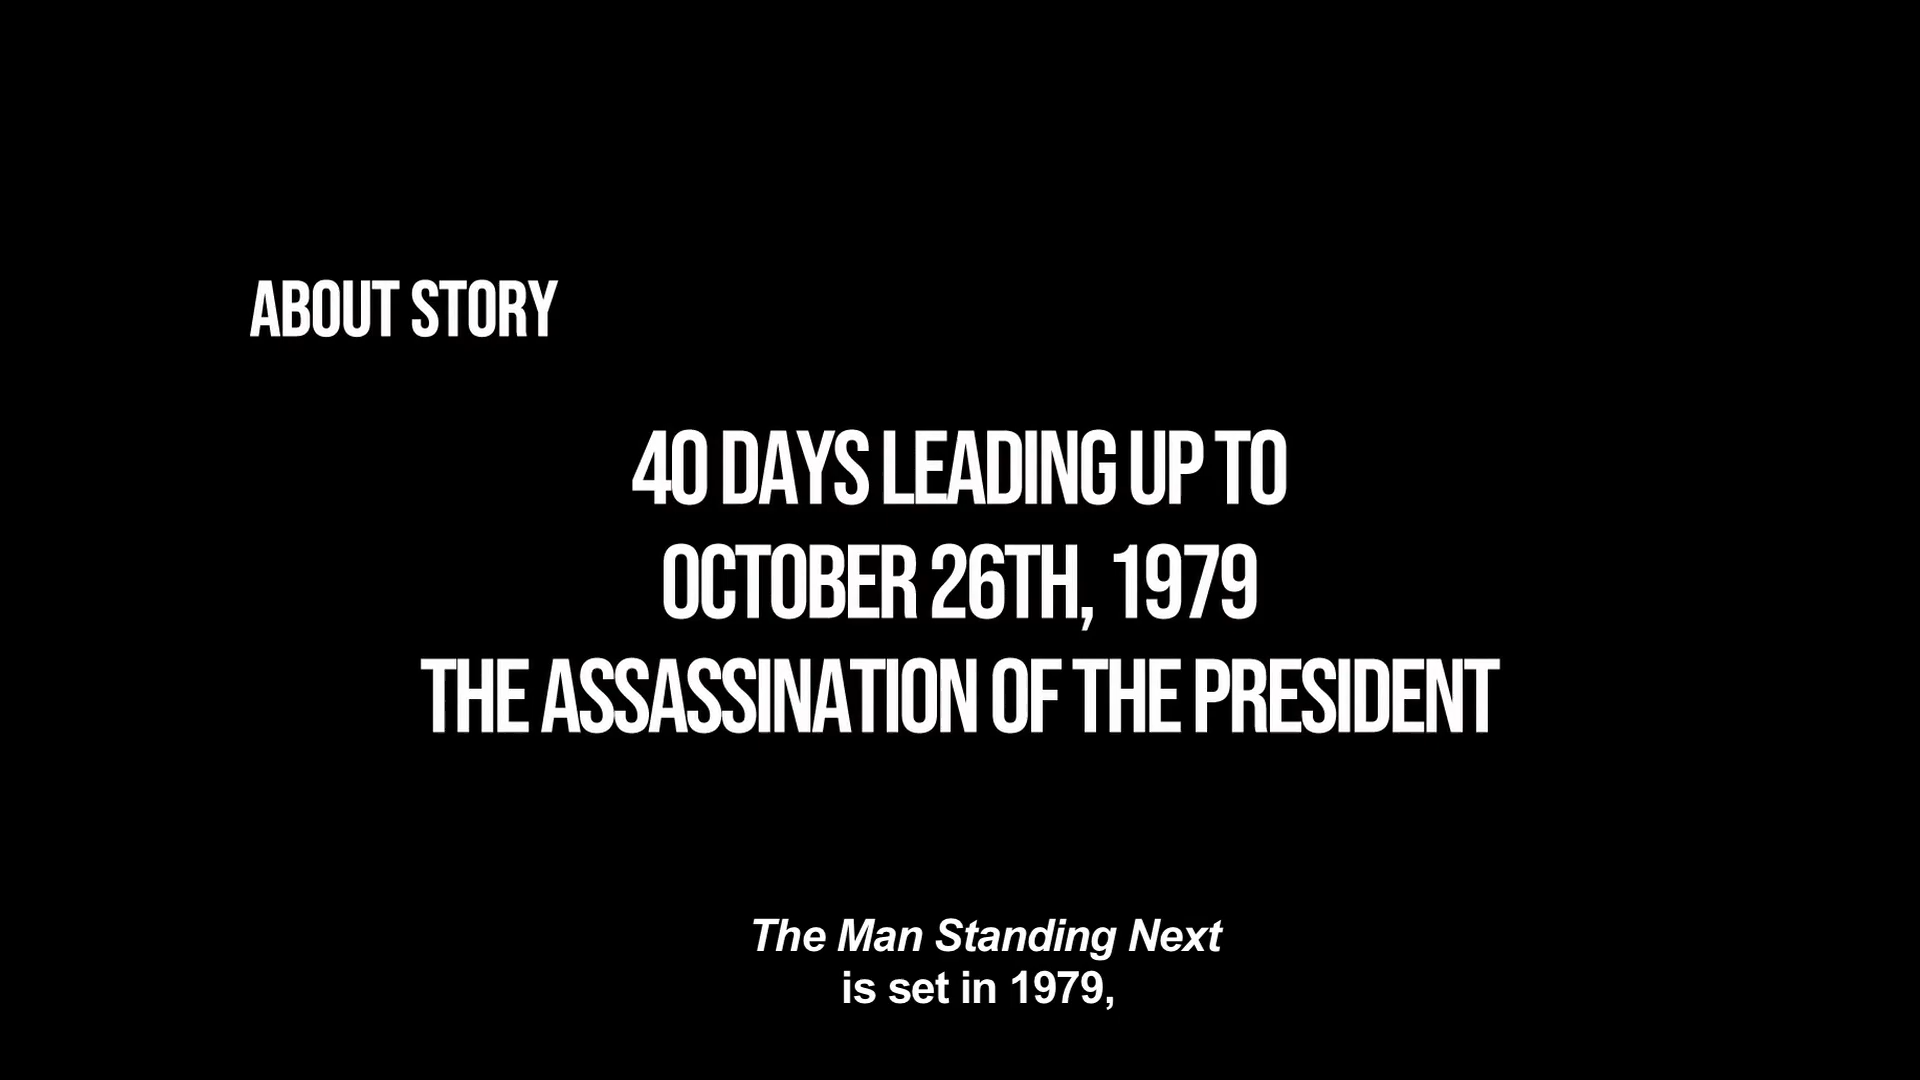 ABOUT STORY
40 DAYS LEADING UP TO
OCTOBER 26TH, 1979
THE ASSASSINATION OF THE PRESIDENT
The Man Standing Next
is set in 1979,